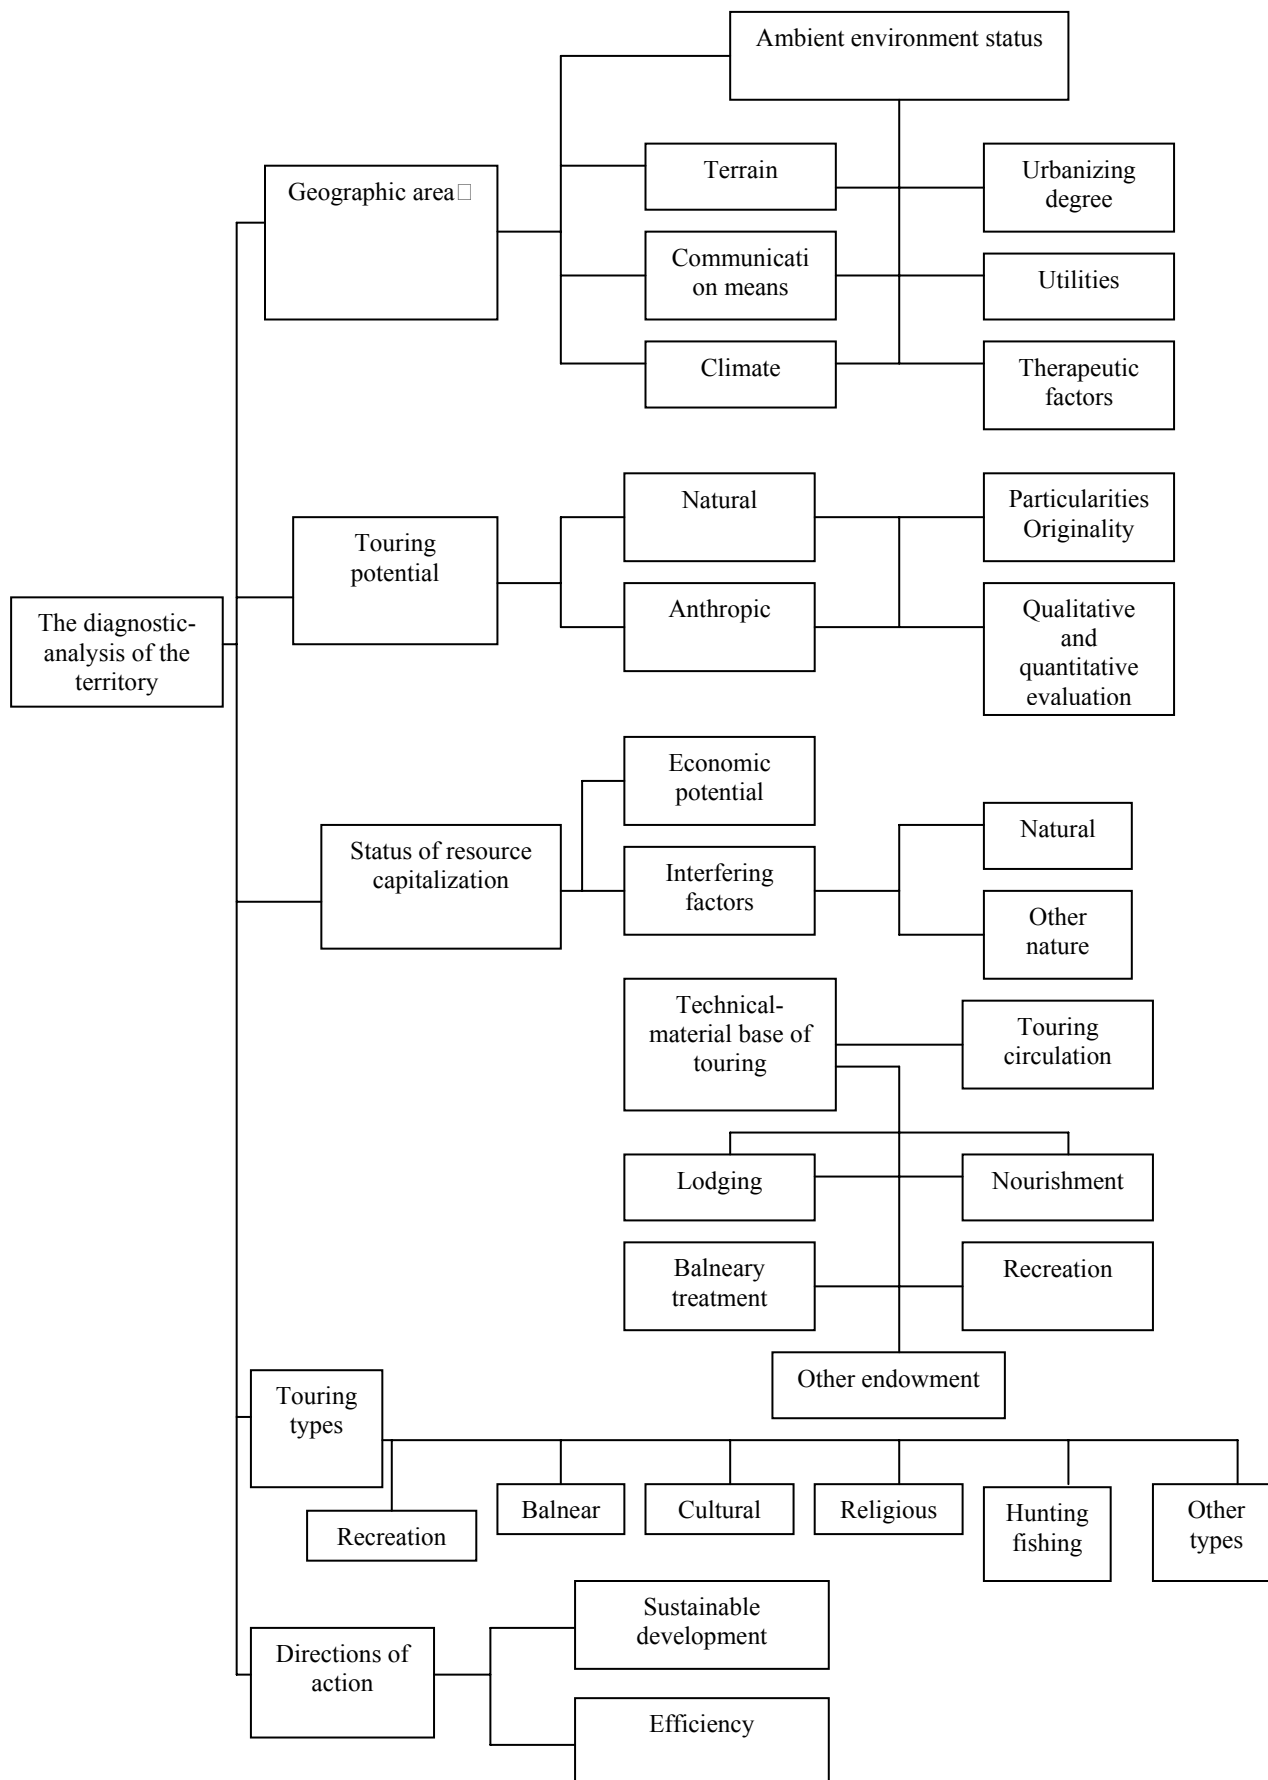 Ambient environment status
Geographic area□
Terrain
Urbanizing
degree
Communicati
on means
Utilities
Climate
Therapeutic
factors
The diagnostic-
analysis of the
territory
Touring
potential
Natural
Particularities
Originality
Anthropic
Qualitative
and
quantitative
evaluation
Status of resource
capitalization
Economic
potential
Interfering
factors
Natural
Other
nature
Technical-
material base of
touring
Touring
circulation
Lodging
Nourishment
Balneary
treatment
Recreation
Other endowment
Touring
types
Recreation
Balnear
Cultural
Religious
Hunting
fishing
Other
types
Directions of
action
Sustainable
development
Efficiency